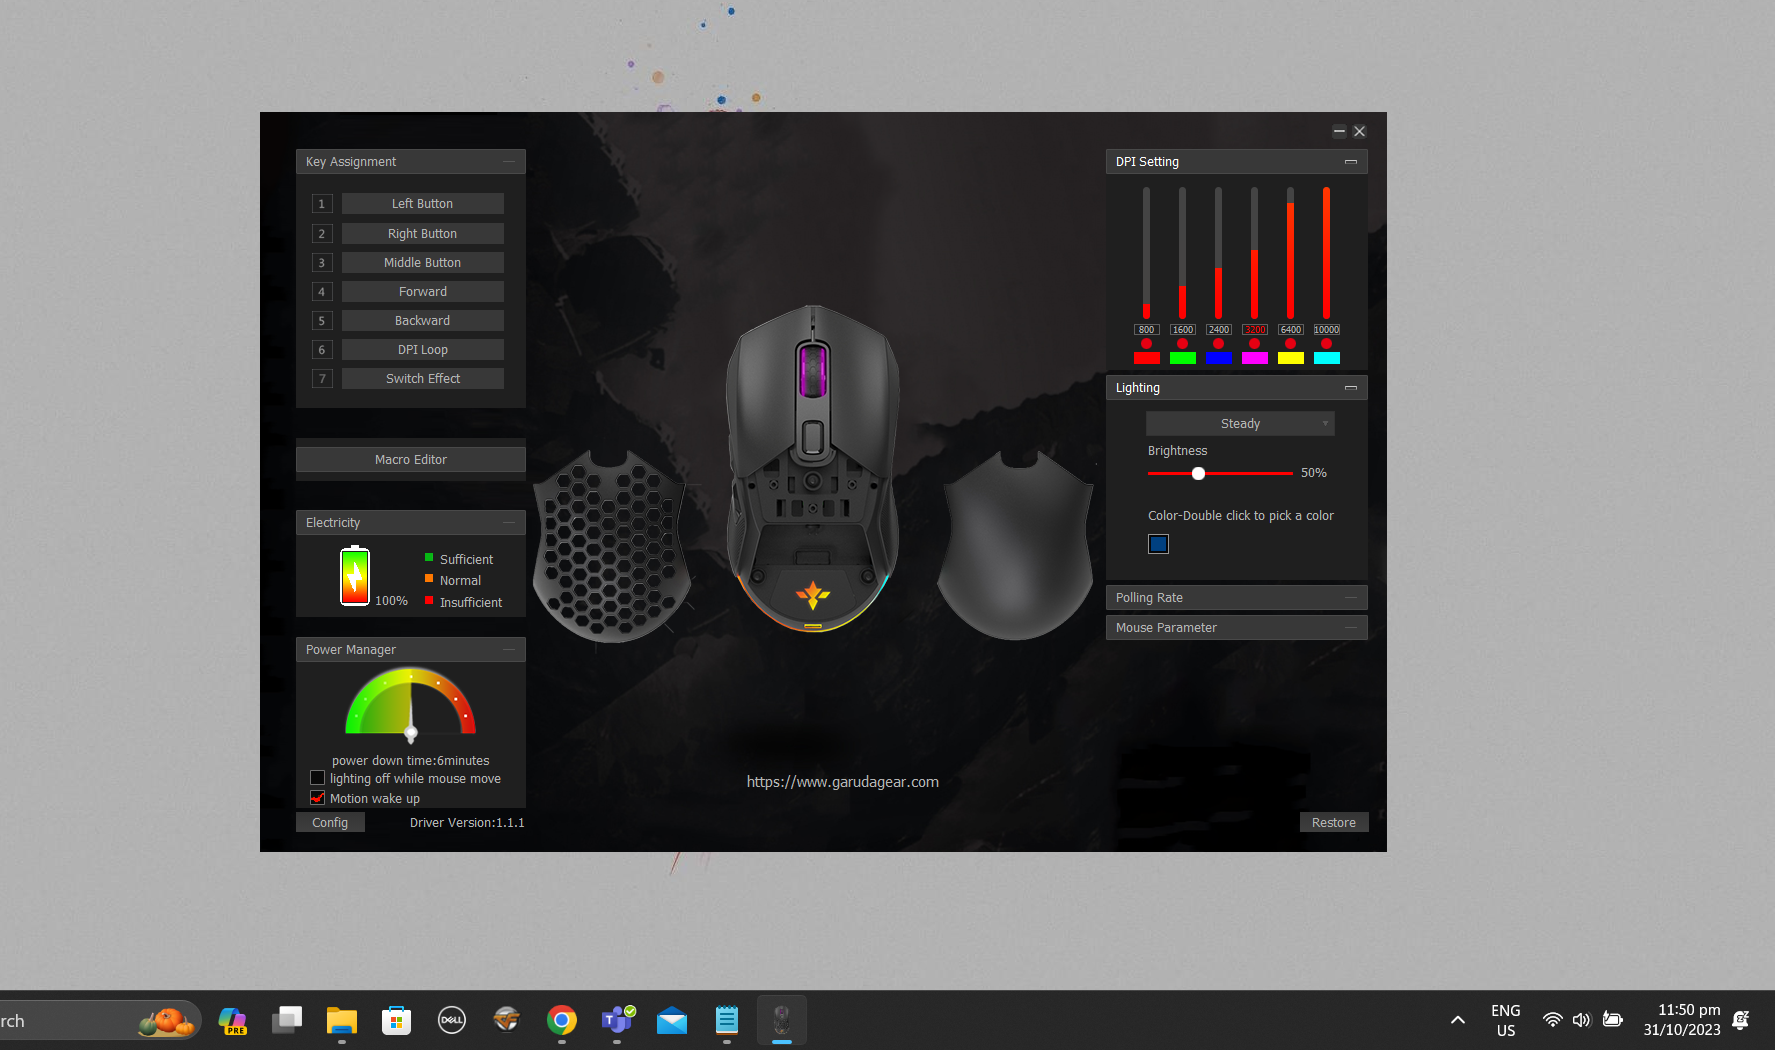 Key Assignment
1 Left Button
2 Right Button
3 Middle Button
4 Forward
5 Backward
6 DPI Loop
7 Switch Effect
Macro Editor
Electricity
Sufficient
Normal
100% Insufficient
Power Manager
power down time:6minutes
lighting off while mouse move
Motion wake up
Config Driver Version:1.1.1
https://www.garudagear.com
DPI Setting
800 1600 2400 3200 6400 10000
Lighting
Steady
Brightness
50%
Color-Double click to pick a color
Polling Rate
Mouse Parameter
Restore
rch
PRE
DELL
T
ENG
US
11:50 pm
31/10/2023